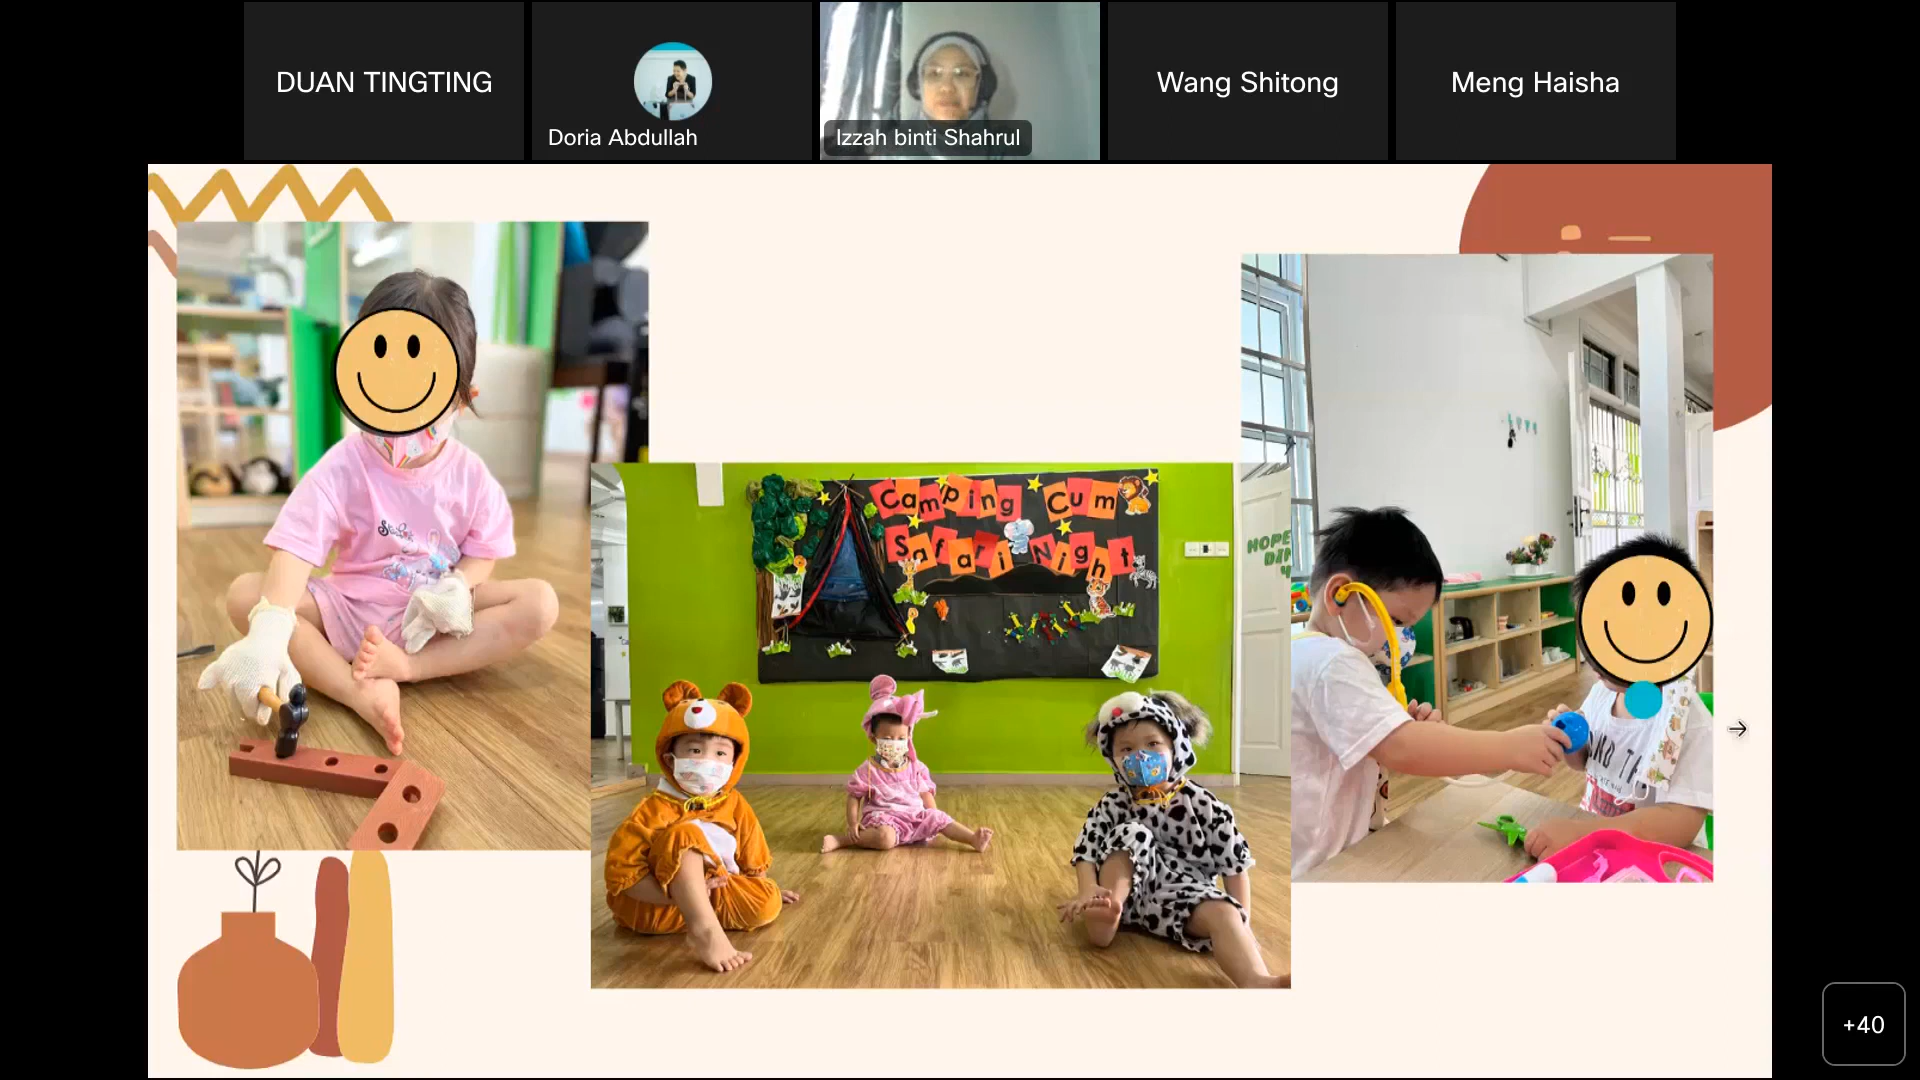 DUAN TINGTING
Doria Abdullah
Izzah binti Shahrul
Wang Shitong
Meng Haisha
Camping Cum
Safari Night
HOPE
+40